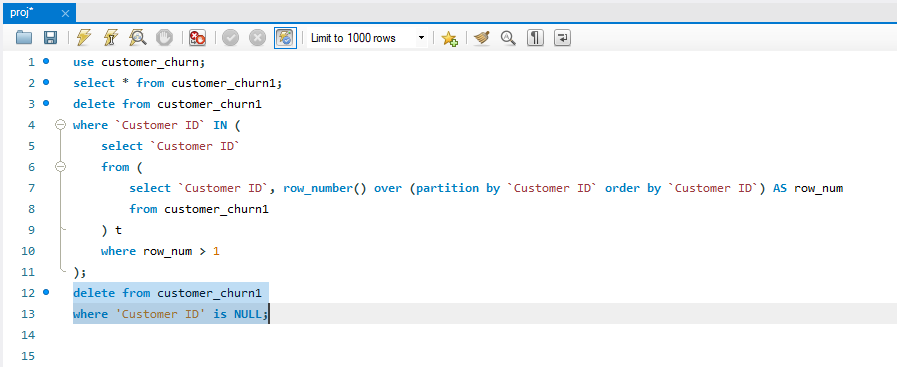 proj*
Limit to 1000 rows
1 use customer_churn;
2 select * from customer_churn1;
3 delete from customer_churn1
4 where `Customer ID` IN (
5 select `Customer ID`
6 from (
7 select `Customer ID`, row_number() over (partition by `Customer ID` order by `Customer ID`) AS row_num
8 from customer_churn1
9 ) t
10 where row_num > 1
11 );
12 delete from customer_churn1
13 where 'Customer ID' is NULL;
14
15